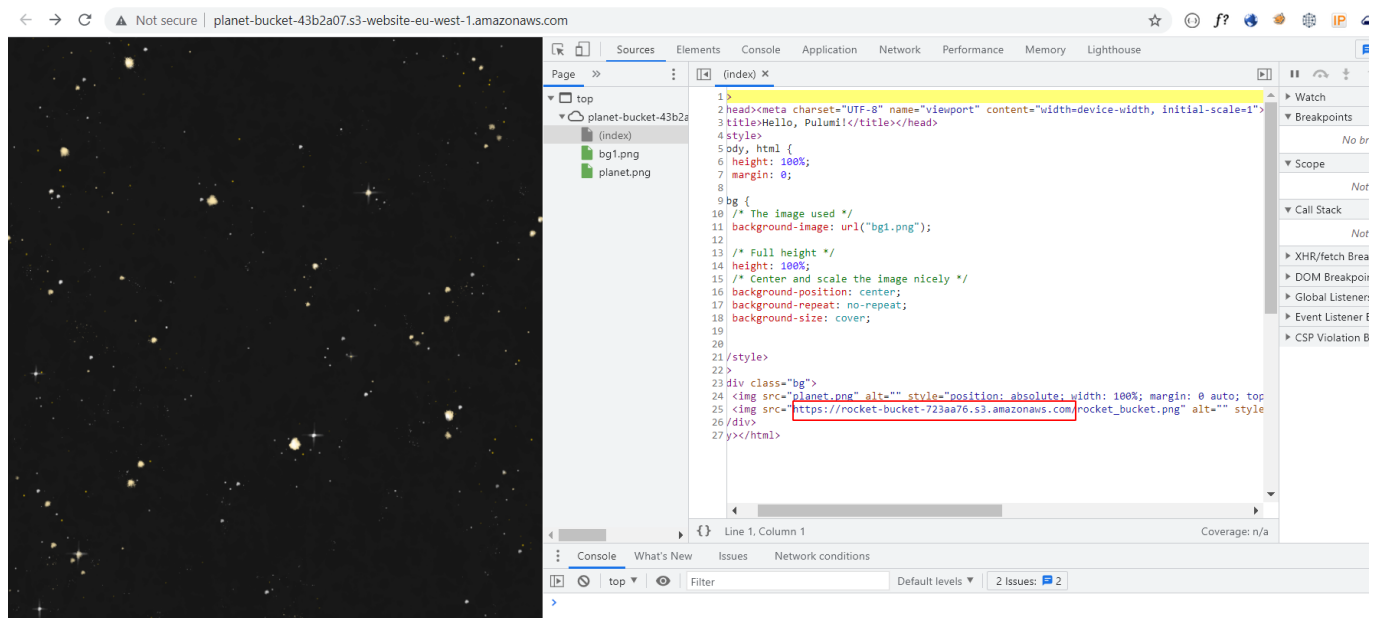 Not secure | planet-bucket-43b2a07.s3-website-eu-west-1.amazonaws.com
f?
IP
Sources Elements Console Application Network Performance Memory Lighthouse
Page » (index) ×
top
planet-bucket-43b2a
(index)
bg1.png
planet.png
1 >
2 head><meta charset="UTF-8" name="viewport" content="width=device-width, initial-scale=1">
3 title>Hello, Pulumi!</title></head>
4 style>
5 ody, html {
6 height: 100%;
7 margin: 0;
8
9 bg {
10 /* The image used */
11 background-image: url("bg1.png");
12
13 /* Full height */
14 height: 100%;
15 /* Center and scale the image nicely */
16 background-position: center;
17 background-repeat: no-repeat;
18 background-size: cover;
19
20
21 /style>
22 >
23 div class="bg">
24 <img src="planet.png" alt="" style="position: absolute; width: 100%; margin: 0 auto; top
25 <img src="https://rocket-bucket-723aa76.s3.amazonaws.com/rocket_bucket.png" alt="" style
26 /div>
27 y></html>
Watch
Breakpoints
No br
Scope
Not
Call Stack
Not
XHR/fetch Brea
DOM Breakpoin
Global Listeners
Event Listener B
CSP Violation B
{} Line 1, Column 1 Coverage: n/a
Console What's New Issues Network conditions
top Filter Default levels 2 Issues: 2
>